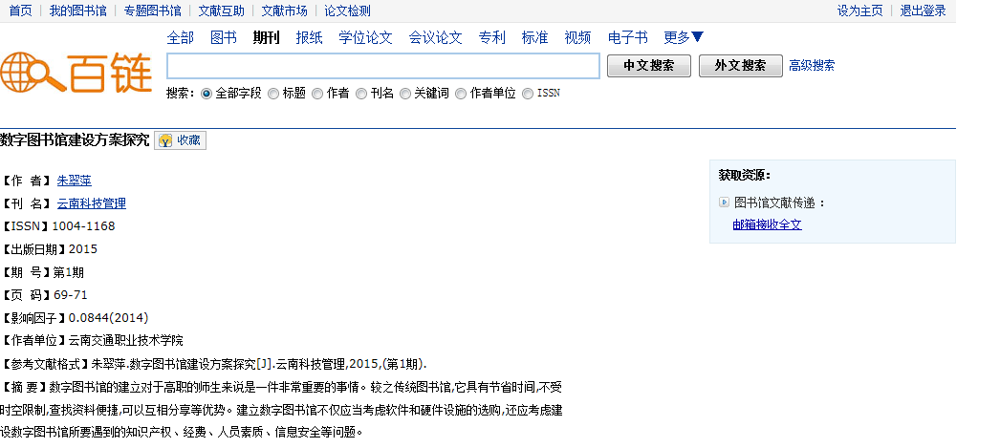 首页 | 我的图书馆 | 专题图书馆 | 文献互助 | 文献市场 | 论文检测 设为主页 | 退出登录
全部 图书 期刊 报纸 学位论文 会议论文 专利 标准 视频 电子书 更多▼
百链
中文搜索 外文搜索 高级搜索
搜索: 全部字段 标题 作者 刊名 关键词 作者单位 ISSN
数字图书馆建设方案探究 收藏
获取资源:
图书馆文献传递 :
邮箱接收全文
【作 者】 朱翠萍
【刊 名】 云南科技管理
【ISSN】1004-1168
【出版日期】2015
【期 号】第1期
【页 码】69-71
【影响因子】0.0844(2014)
【作者单位】云南交通职业技术学院
【参考文献格式】朱翠萍.数字图书馆建设方案探究[J].云南科技管理,2015,(第1期).
【摘 要】数字图书馆的建立对于高职的师生来说是一件非常重要的事情。较之传统图书馆,它具有节省时间,不受
时空限制,查找资料便捷,可以互相分享等优势。建立数字图书馆不仅应当考虑软件和硬件设施的选购,还应考虑建
设数字图书馆所要遇到的知识产权、经费、人员素质、信息安全等问题。